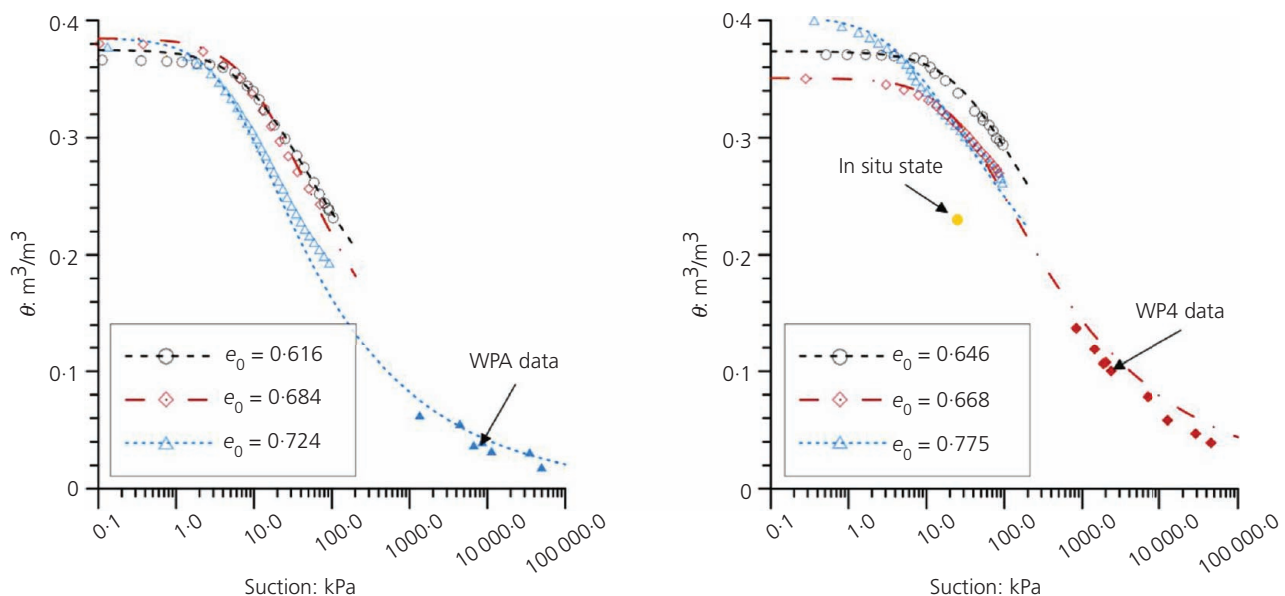 0·4
0·3
0·2
0·1
0
θ: m³/m³
e₀ = 0·616
e₀ = 0·684
e₀ = 0·724
WPA data
0·1
1·0
10·0
100·0
1000·0
10 000·0
100 000·0
Suction: kPa
0·4
0·3
0·2
0·1
0
θ: m³/m³
In situ state
WP4 data
e₀ = 0·646
e₀ = 0·668
e₀ = 0·775
0·1
1·0
10·0
100·0
1000·0
10 000·0
100 000·0
Suction: kPa